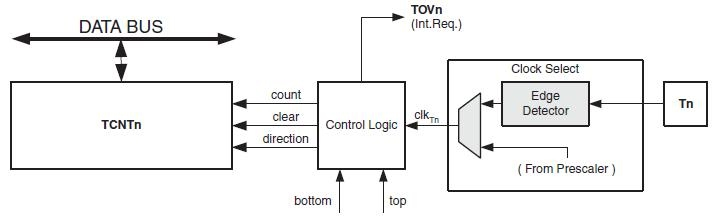 TOVn
(Int.Req.)
DATA BUS
Clock Select
count
Edge
Detector
Tn
TCNTn
clear
Control Logic
clkTn
direction
( From Prescaler )
bottom
top